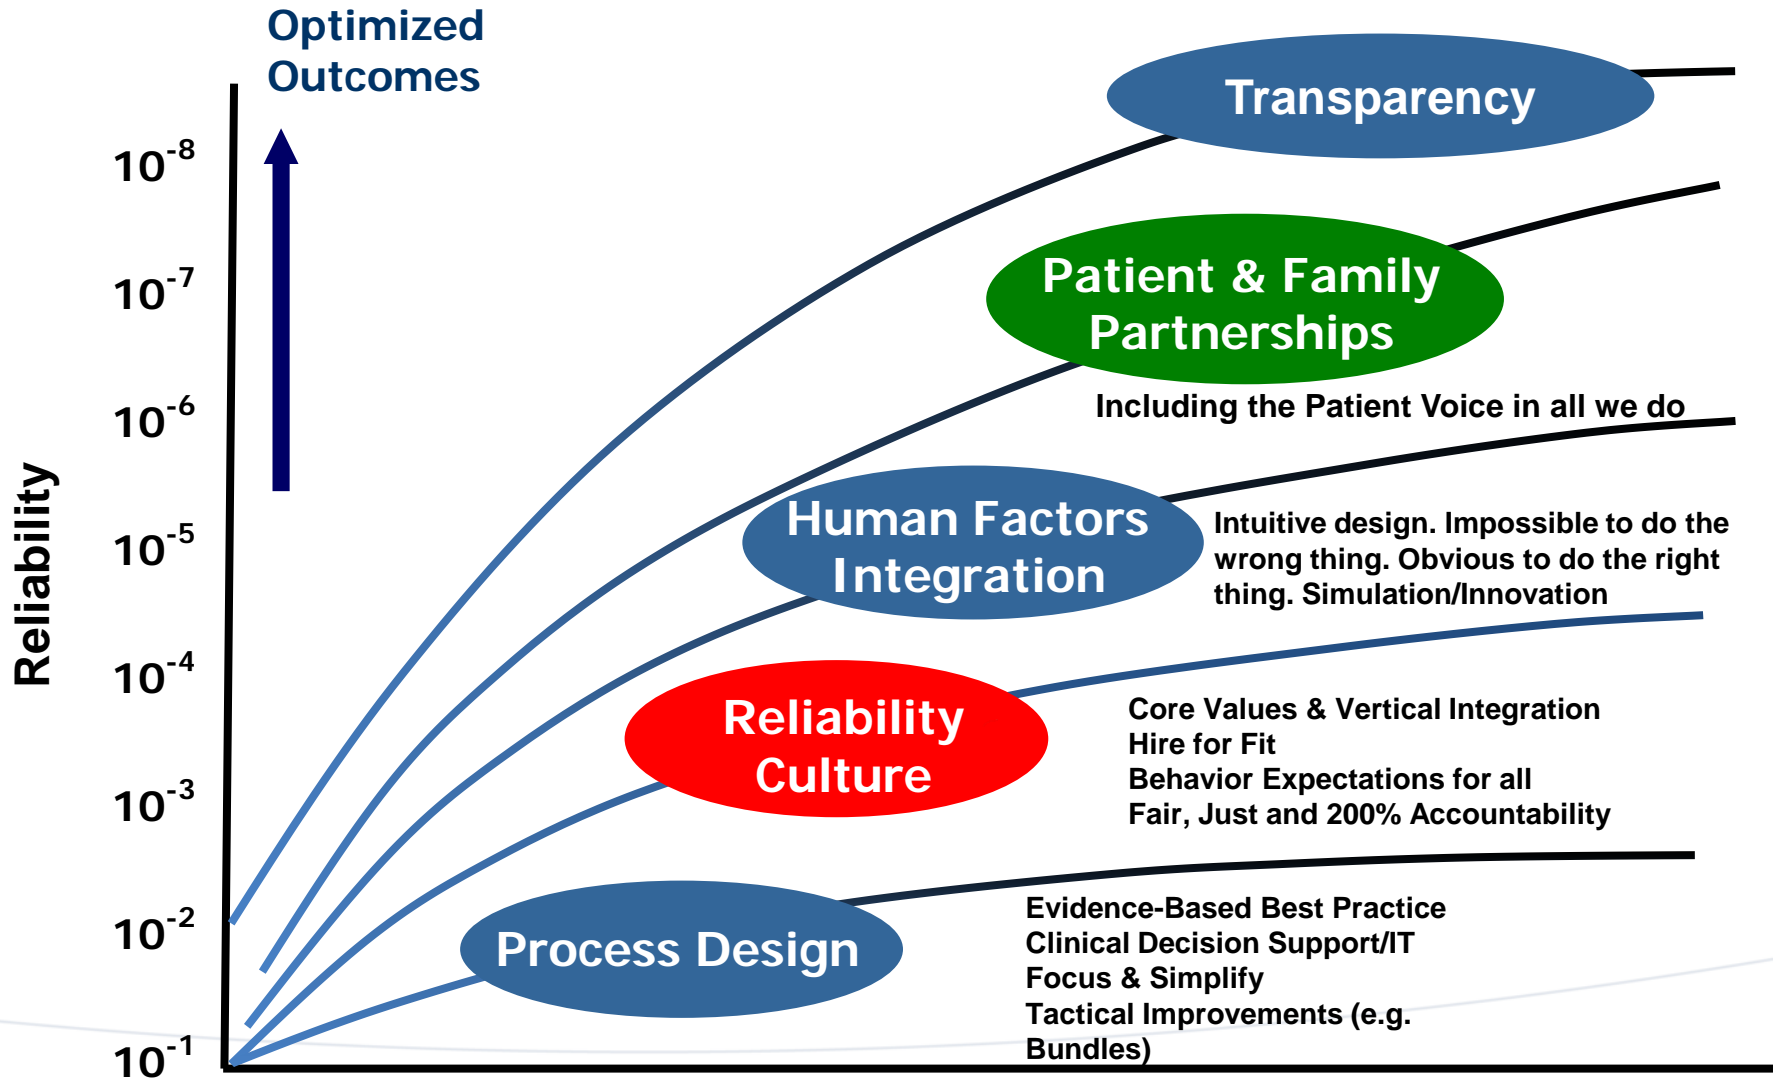 Optimized
Outcomes
Reliability
10-8
10-7
10-6
10-5
10-4
10-3
10-2
10-1
Transparency
Patient & Family
Partnerships
Including the Patient Voice in all we do
Human Factors
Integration
Intuitive design. Impossible to do the
wrong thing. Obvious to do the right
thing. Simulation/Innovation
Reliability
Culture
Core Values & Vertical Integration
Hire for Fit
Behavior Expectations for all
Fair, Just and 200% Accountability
Process Design
Evidence-Based Best Practice
Clinical Decision Support/IT
Focus & Simplify
Tactical Improvements (e.g.
Bundles)